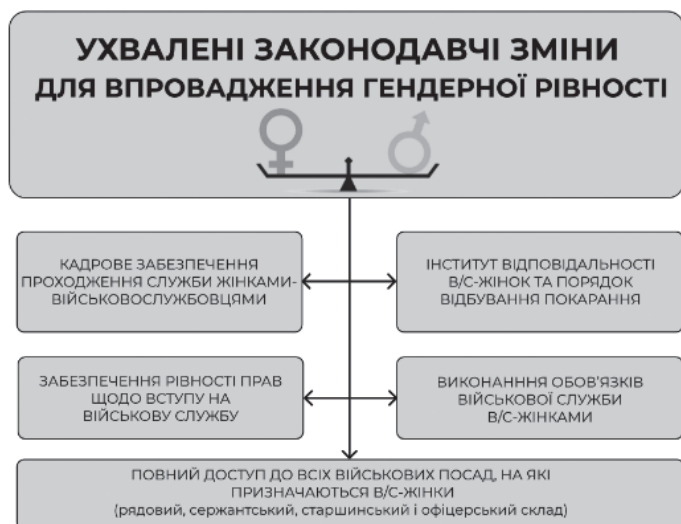 УХВАЛЕНІ ЗАКОНОДАВЧІ ЗМІНИ
ДЛЯ ВПРОВАДЖЕННЯ ГЕНДЕРНОЇ РІВНОСТІ
КАДРОВЕ ЗАБЕЗПЕЧЕННЯ
ПРОХОДЖЕННЯ СЛУЖБИ ЖІНКАМИ-
ВІЙСЬКОВОСЛУЖБОВЦЯМИ
ІНСТИТУТ ВІДПОВІДАЛЬНОСТІ
В/С-ЖІНОК ТА ПОРЯДОК
ВІДБУВАННЯ ПОКАРАННЯ
ЗАБЕЗПЕЧЕННЯ РІВНОСТІ ПРАВ
ЩОДО ВСТУПУ НА
ВІЙСЬКОВУ СЛУЖБУ
ВИКОНАНННЯ ОБОВ'ЯЗКІВ
ВІЙСЬКОВОЇ СЛУЖБИ
В/С-ЖІНКАМИ
ПОВНИЙ ДОСТУП ДО ВСІХ ВІЙСЬКОВИХ ПОСАД, НА ЯКІ
ПРИЗНАЧАЮТЬСЯ В/С-ЖІНКИ
(рядовий, сержантський, старшинський і офіцерський склад)